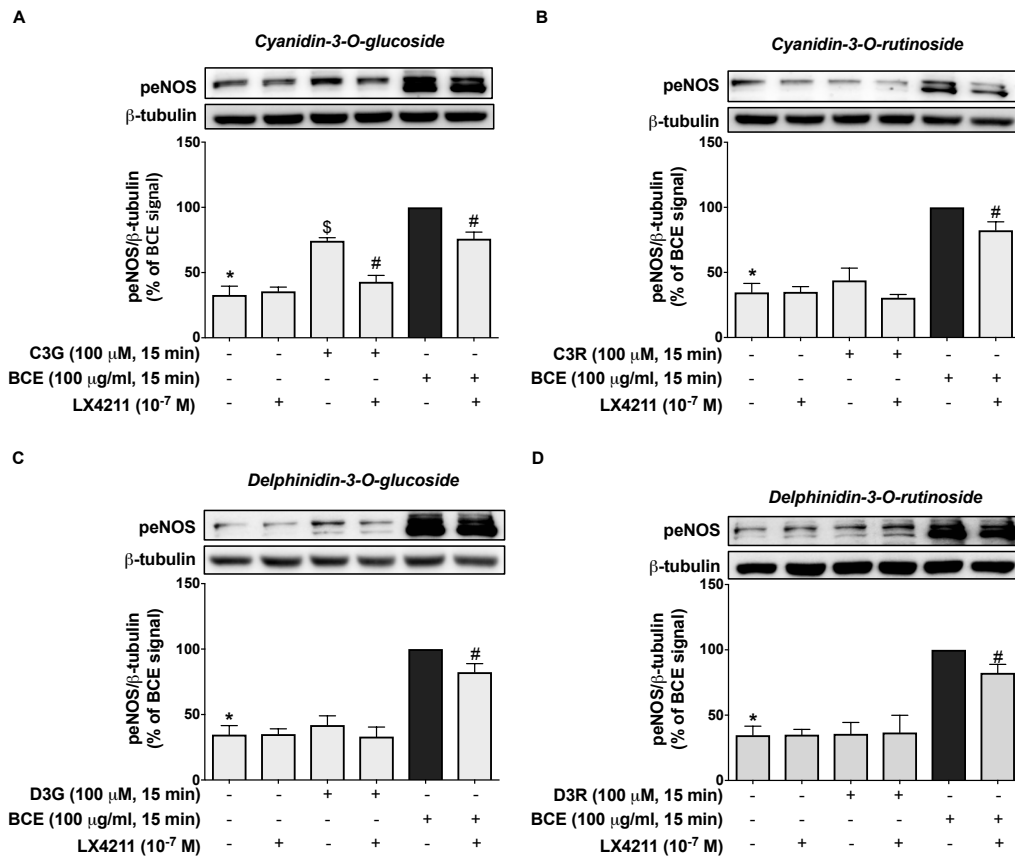 A
Cyanidin-3-O-glucoside
peNOS
β-tubulin
150
100
50
0
peNOS/β-tubulin
(% of BCE signal)
*
$
#
#
C3G (100 μM, 15 min) - - + + - -
BCE (100 μg/ml, 15 min) - - - - + +
LX4211 (10⁻⁷ M) - + - + - +
B
Cyanidin-3-O-rutinoside
peNOS
β-tubulin
150
100
50
0
peNOS/β-tubulin
(% of BCE signal)
*
#
C3R (100 μM, 15 min) - - + + - -
BCE (100 μg/ml, 15 min) - - - - + +
LX4211 (10⁻⁷ M) - + - + - +
C
Delphinidin-3-O-glucoside
peNOS
β-tubulin
150
100
50
0
peNOS/β-tubulin
(% of BCE signal)
*
#
D3G (100 μM, 15 min) - - + + - -
BCE (100 μg/ml, 15 min) - - - - + +
LX4211 (10⁻⁷ M) - + - + - +
D
Delphinidin-3-O-rutinoside
peNOS
β-tubulin
150
100
50
0
peNOS/β-tubulin
(% of BCE signal)
*
#
D3R (100 μM, 15 min) - - + + - -
BCE (100 μg/ml, 15 min) - - - - + +
LX4211 (10⁻⁷ M) - + - + - +